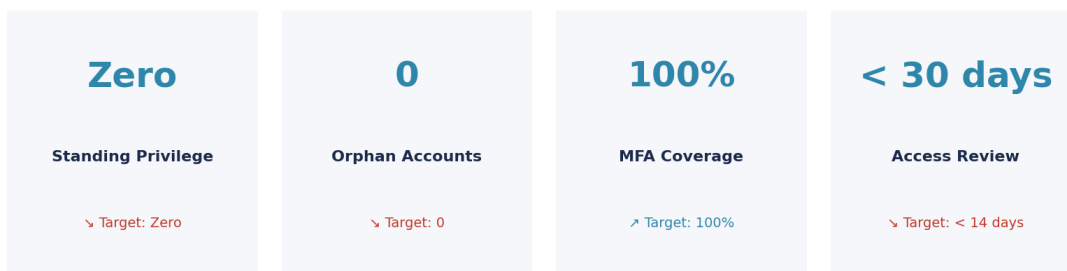 Zero
Standing Privilege
↘ Target: Zero
0
Orphan Accounts
↘ Target: 0
100%
MFA Coverage
↗ Target: 100%
< 30 days
Access Review
↘ Target: < 14 days